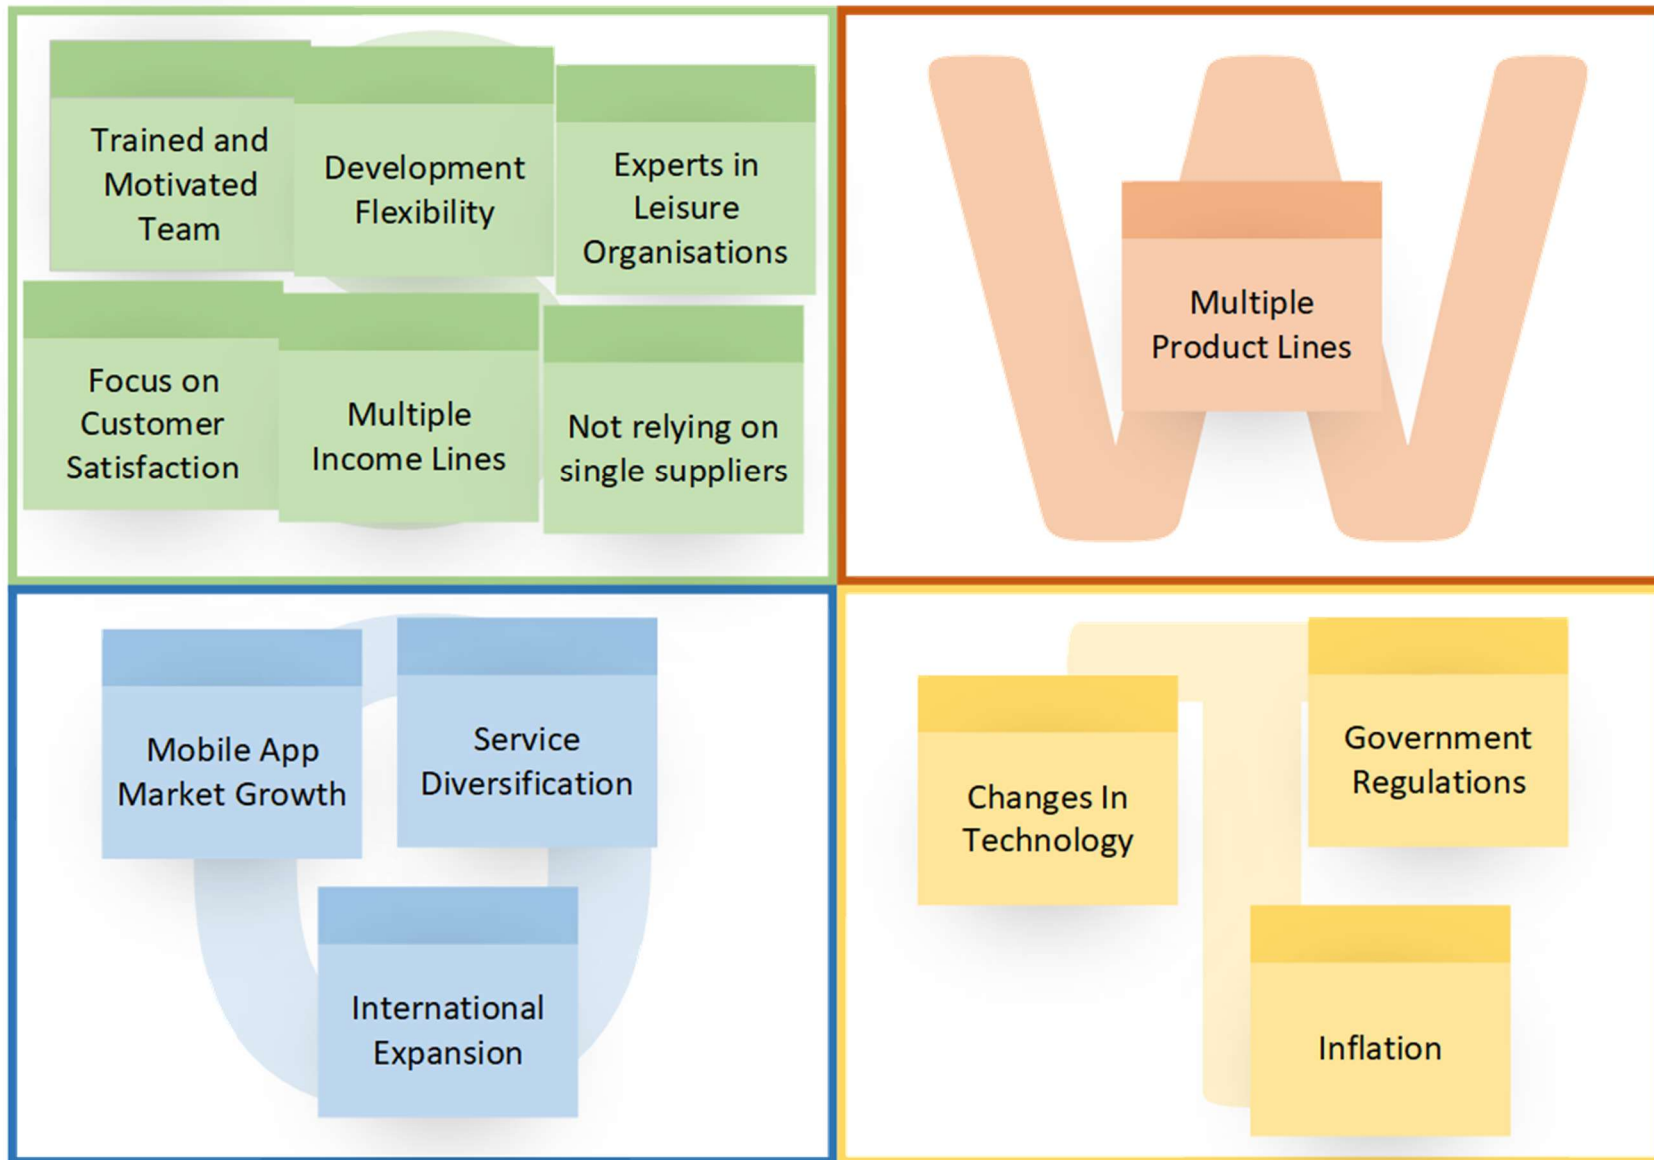 Trained and
Motivated
Team
Development
Flexibility
Experts in
Leisure
Organisations
Focus on
Customer
Satisfaction
Multiple
Income Lines
Not relying on
single suppliers
W
Multiple
Product Lines
Mobile App
Market Growth
Service
Diversification
International
Expansion
T
Changes In
Technology
Government
Regulations
Inflation